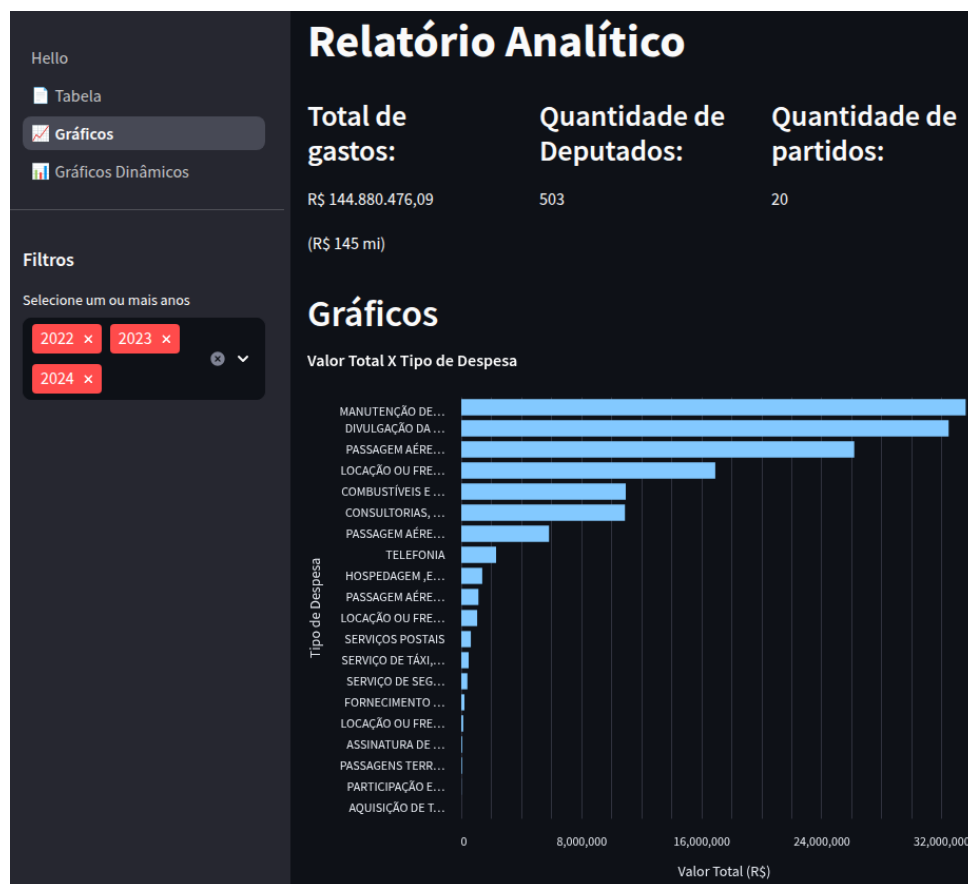 Hello
📄 Tabela
📈 Gráficos
📊 Gráficos Dinâmicos
Filtros
Selecione um ou mais anos
2022 ×
2023 ×
2024 ×
Relatório Analítico
Total de
gastos:
R$ 144.880.476,09
(R$ 145 mi)
Quantidade de
Deputados:
503
Quantidade de
partidos:
20
Gráficos
Valor Total X Tipo de Despesa
Tipo de Despesa
MANUTENÇÃO DE…
DIVULGAÇÃO DA …
PASSAGEM AÉRE…
LOCAÇÃO OU FRE…
COMBUSTÍVEIS E …
CONSULTORIAS, …
PASSAGEM AÉRE…
TELEFONIA
HOSPEDAGEM ,E…
PASSAGEM AÉRE…
LOCAÇÃO OU FRE…
SERVIÇOS POSTAIS
SERVIÇO DE TÁXI,…
SERVIÇO DE SEG…
FORNECIMENTO …
LOCAÇÃO OU FRE…
ASSINATURA DE …
PASSAGENS TERR…
PARTICIPAÇÃO E…
AQUISIÇÃO DE T…
0
8,000,000
16,000,000
24,000,000
32,000,000
Valor Total (R$)